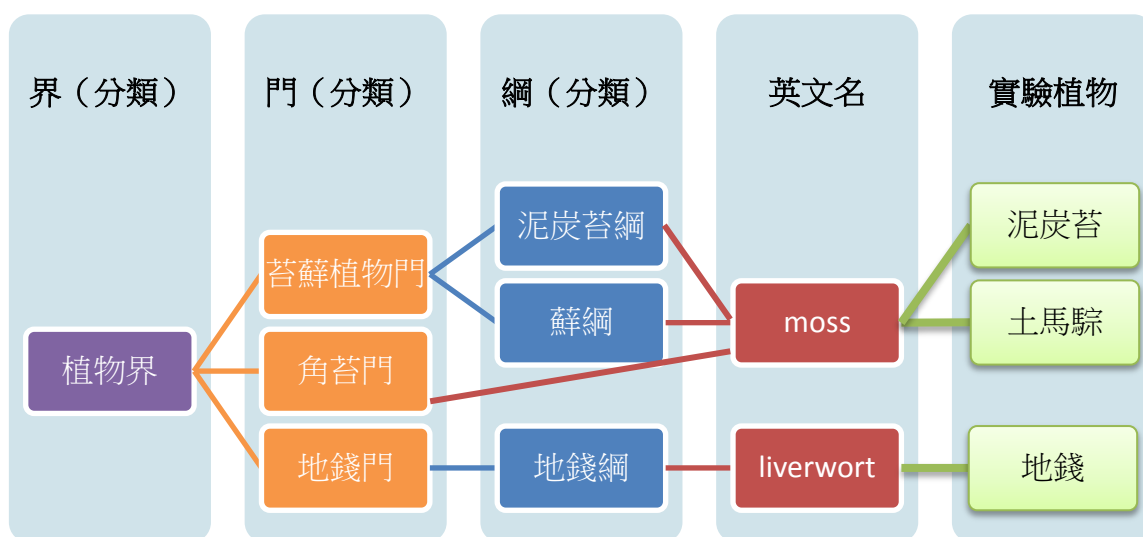 界（分類）
門（分類）
綱（分類）
英文名
實驗植物
植物界
苔蘚植物門
角苔門
地錢門
泥炭苔綱
蘚綱
地錢綱
moss
liverwort
泥炭苔
土馬騌
地錢